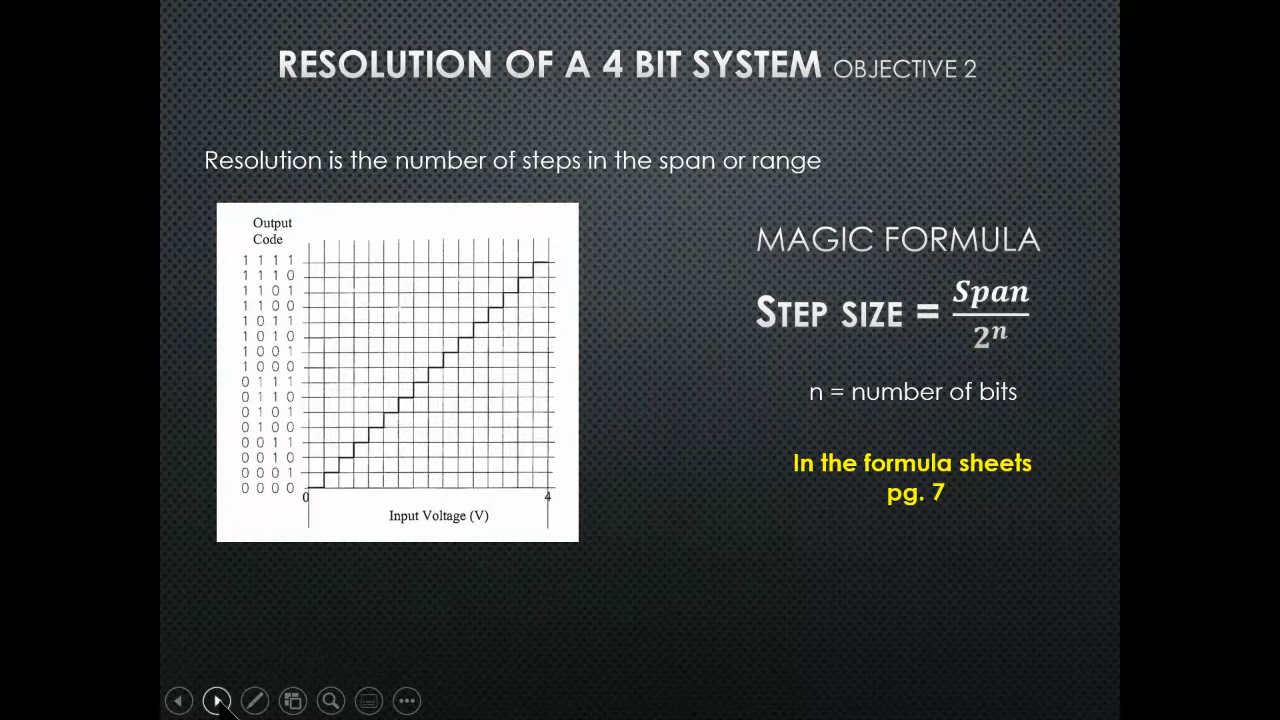 RESOLUTION OF A 4 BIT SYSTEM OBJECTIVE 2
Resolution is the number of steps in the span or range
Output
Code
1 1 1 1
1 1 1 0
1 1 0 1
1 1 0 0
1 0 1 1
1 0 1 0
1 0 0 1
1 0 0 0
0 1 1 1
0 1 1 0
0 1 0 1
0 1 0 0
0 0 1 1
0 0 1 0
0 0 0 1
0 0 0 0
0 4
Input Voltage (V)
MAGIC FORMULA
STEP SIZE = Span / 2ⁿ
n = number of bits
In the formula sheets
pg. 7